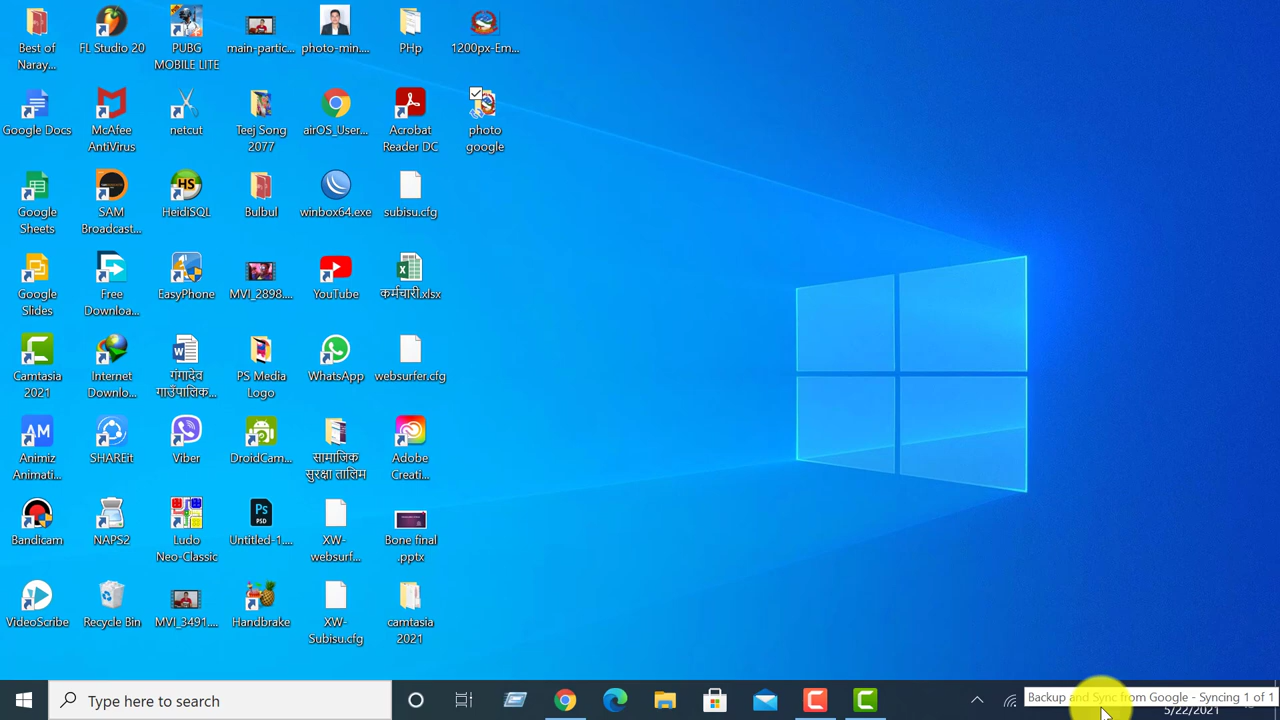 Best of
Naray...
FL Studio 20
PUBG
MOBILE LITE
main-partic...
photo-min....
PHp
1200px-Em...
Google Docs
McAfee
AntiVirus
netcut
Teej Song
2077
airOS_User...
Acrobat
Reader DC
photo
google
Google
Sheets
SAM
Broadcast...
HeidiSQL
Bulbul
winbox64.exe
subisu.cfg
Google
Slides
Free
Downloa...
EasyPhone
MVI_2898....
YouTube
कर्मचारी.xlsx
Camtasia
2021
Internet
Downlo...
गंगादेव
गाउँपालिक...
PS Media
Logo
WhatsApp
websurfer.cfg
Animiz
Animati...
SHAREit
Viber
DroidCam...
सामाजिक
सुरक्षा तालिम
Adobe
Creati...
Bandicam
NAPS2
Ludo
Neo-Classic
Untitled-1....
XW-
websurf...
Bone final
.pptx
VideoScribe
Recycle Bin
MVI_3491....
Handbrake
XW-
Subisu.cfg
camtasia
2021
Type here to search
Backup and Sync from Google - Syncing 1 of 1
5/22/2021